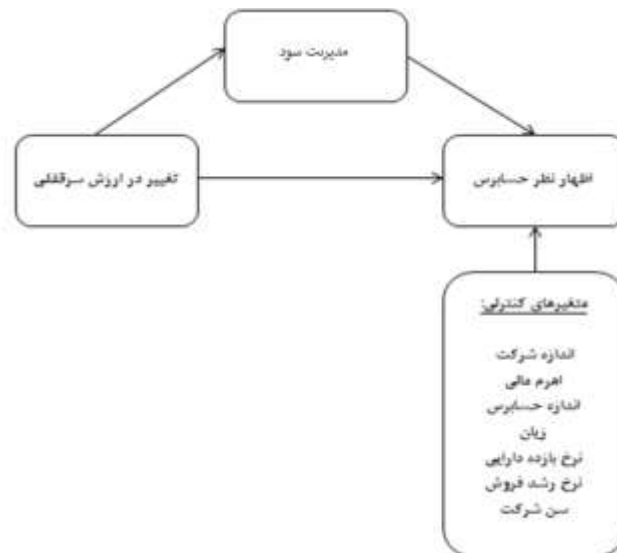 مدیریت سود
تغییر در ارزش سرقفلی
اظهار نظر حسابرس
متغیرهای کنترلی:
اندازه شرکت
اهرم مالی
اندازه حسابرس
زیان
نرخ بازده دارایی
نرخ رشد فروش
سن شرکت